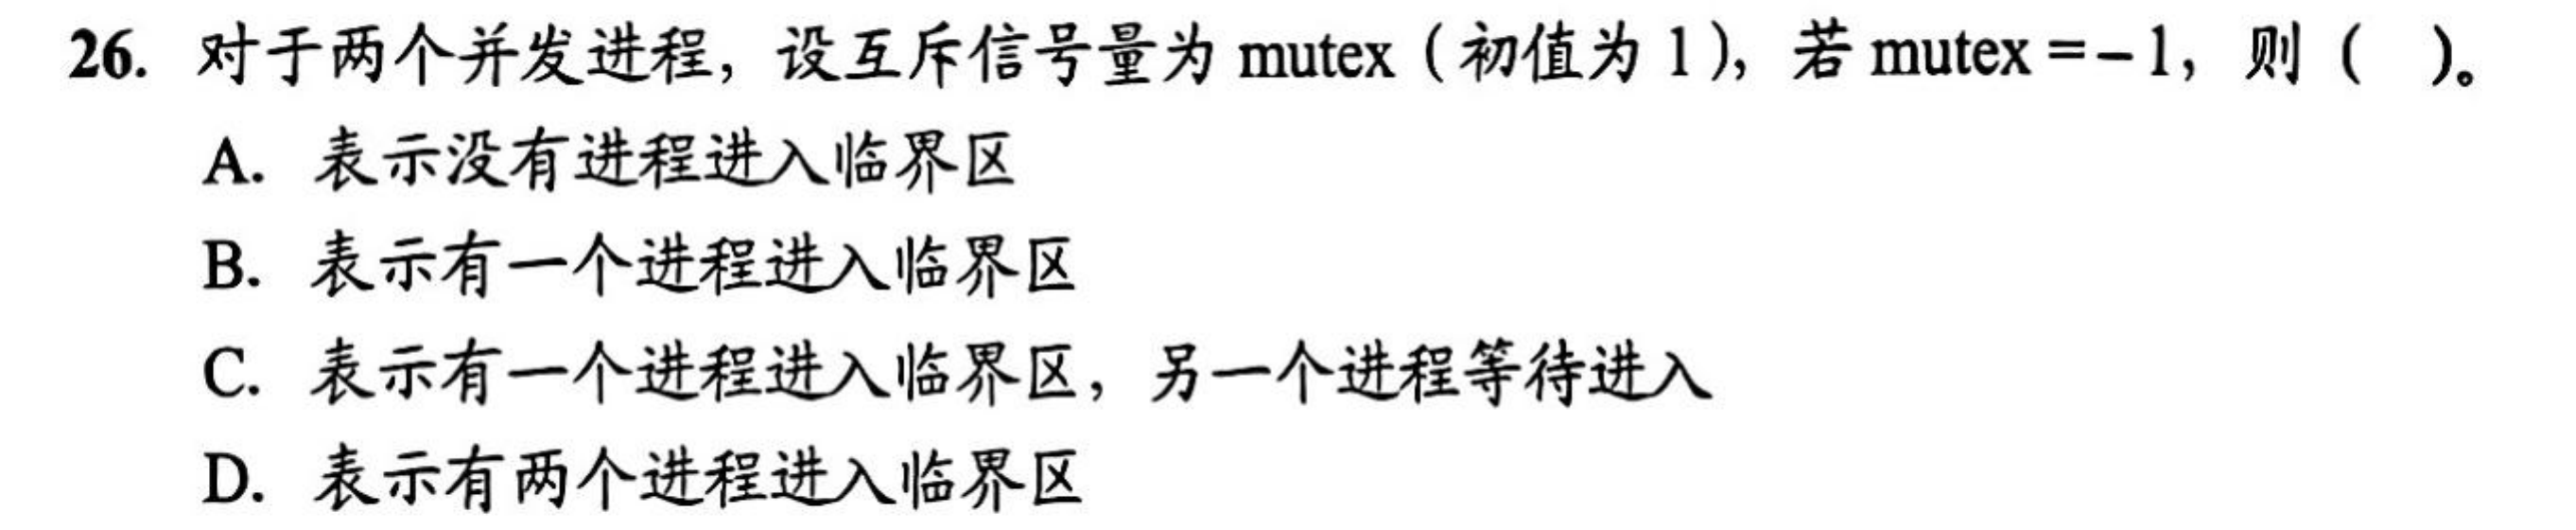 26. 对于两个并发进程，设互斥信号量为 mutex（初值为 1），若 mutex =−1，则（ ）。
A. 表示没有进程进入临界区
B. 表示有一个进程进入临界区
C. 表示有一个进程进入临界区，另一个进程等待进入
D. 表示有两个进程进入临界区